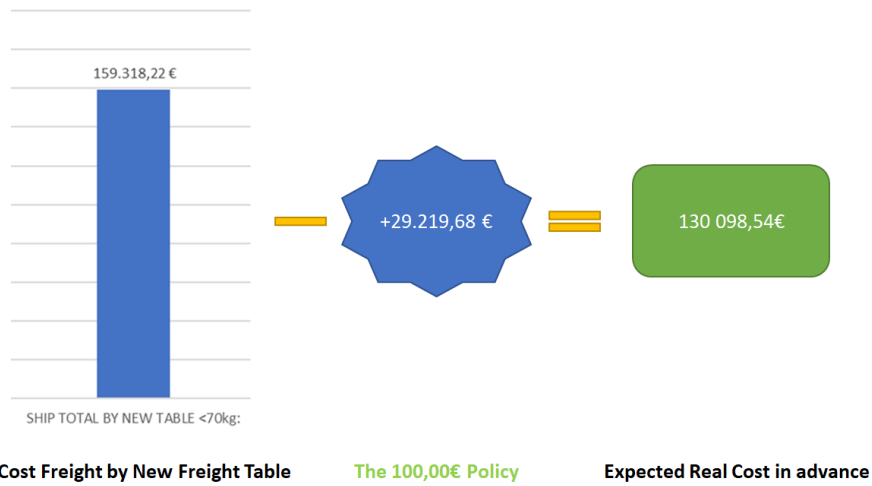 159.318,22 €
+29.219,68 €
130 098,54€
SHIP TOTAL BY NEW TABLE <70kg:
Cost Freight by New Freight Table
The 100,00€ Policy
Expected Real Cost in advance